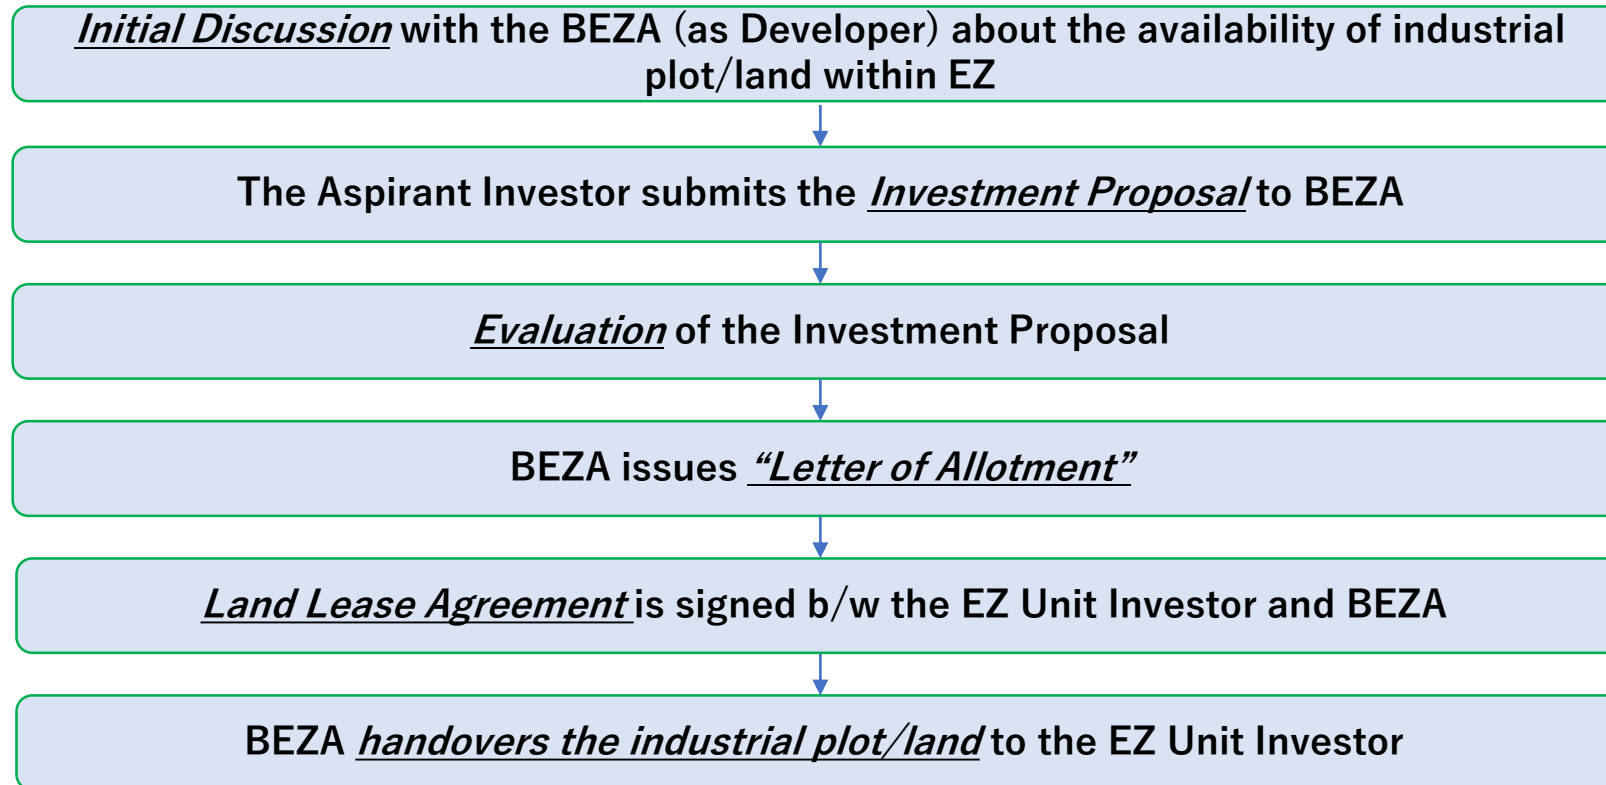 Initial Discussion with the BEZA (as Developer) about the availability of industrial
plot/land within EZ
The Aspirant Investor submits the Investment Proposal to BEZA
Evaluation of the Investment Proposal
BEZA issues “Letter of Allotment”
Land Lease Agreement is signed b/w the EZ Unit Investor and BEZA
BEZA handovers the industrial plot/land to the EZ Unit Investor